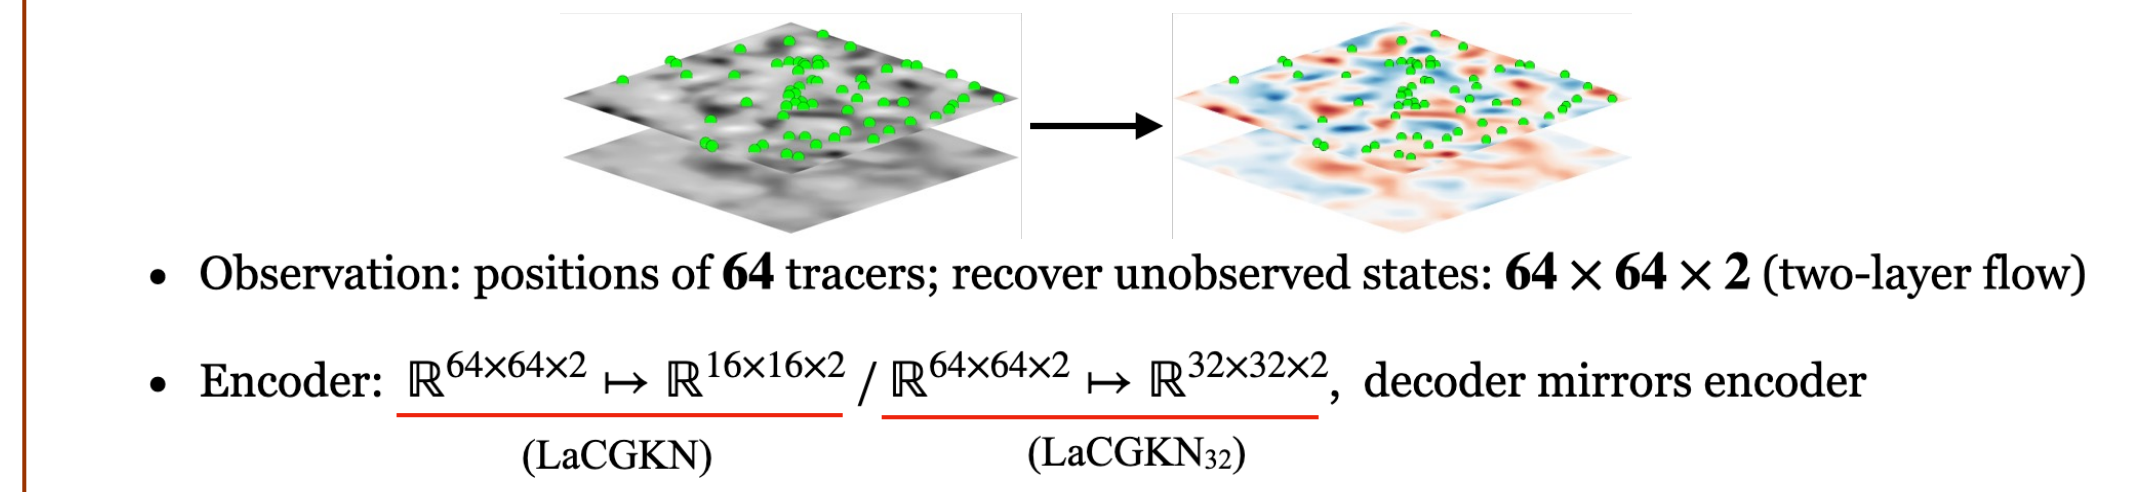 • Observation: positions of 64 tracers; recover unobserved states: 64 × 64 × 2 (two-layer flow)
• Encoder: ℝ^{64×64×2} ↦ ℝ^{16×16×2} / ℝ^{64×64×2} ↦ ℝ^{32×32×2}, decoder mirrors encoder
(LaCGKN) (LaCGKN₃₂)